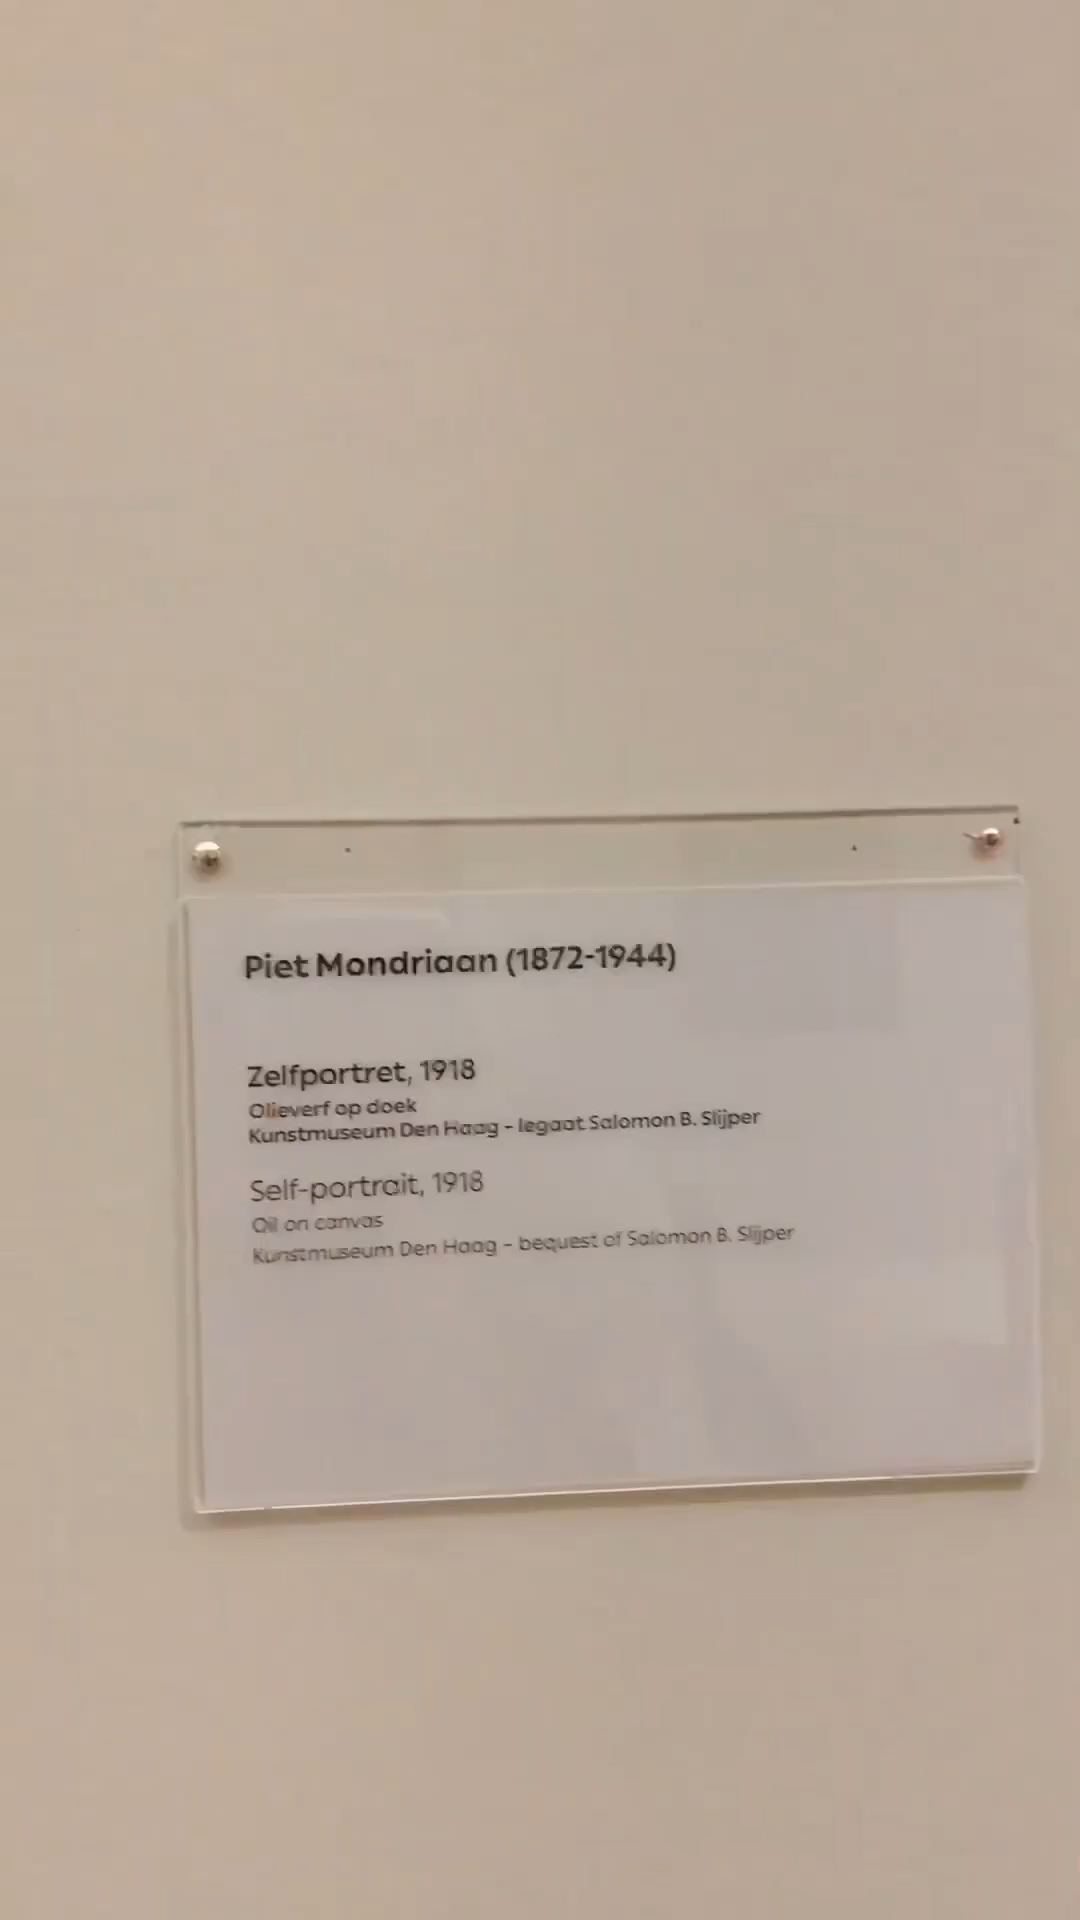 Piet Mondriaan (1872-1944)
Zelfportret, 1918
Olieverf op doek
Kunstmuseum Den Haag - legaat Salomon B. Slijper
Self-portrait, 1918
Oil on canvas
Kunstmuseum Den Haag - bequest of Salomon B. Slijper